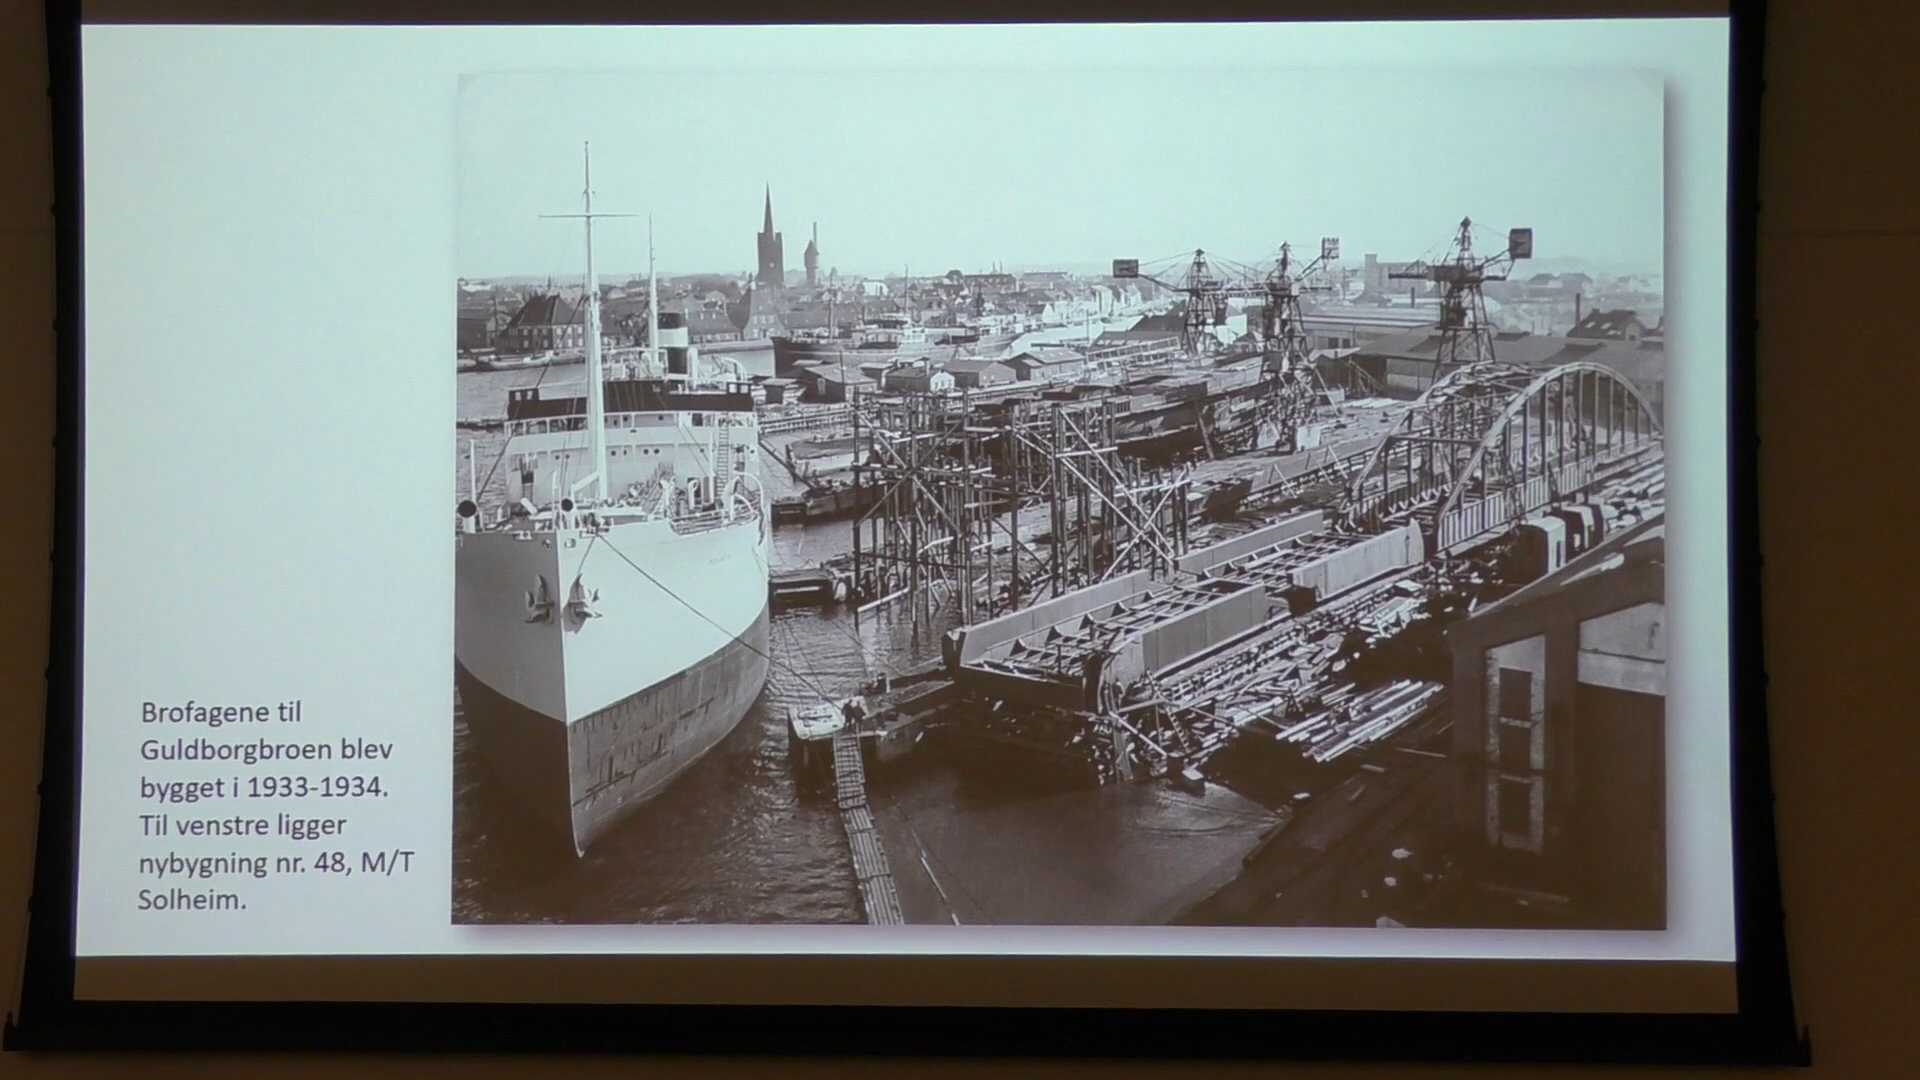 Brofagene til
Guldborgbroen blev
bygget i 1933-1934.
Til venstre ligger
nybygning nr. 48, M/T
Solheim.